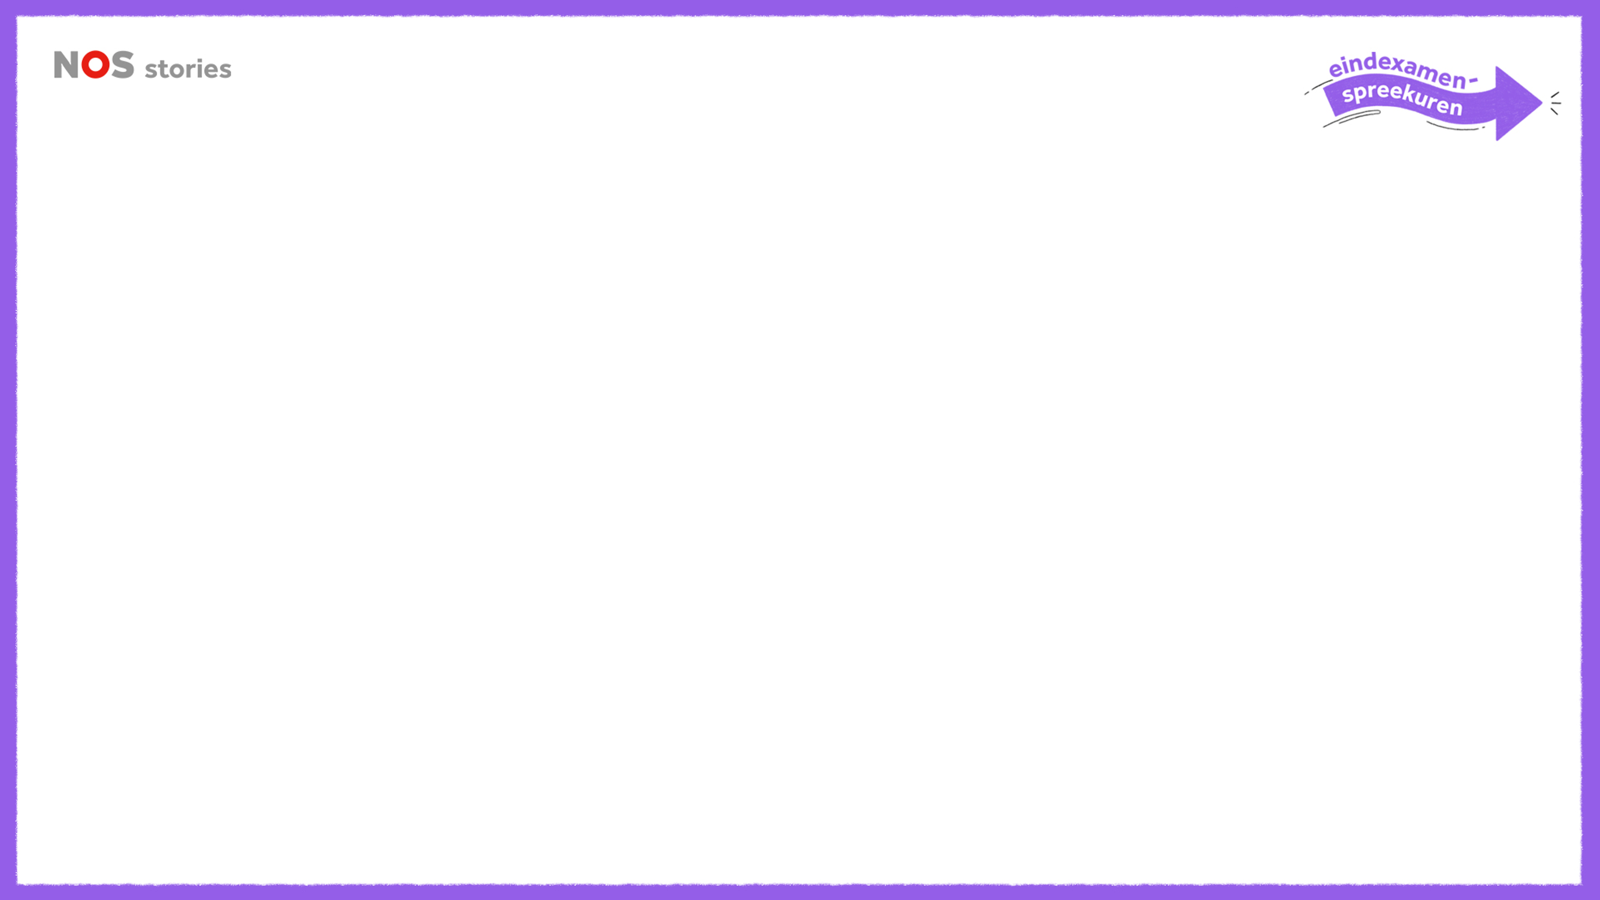 NOS stories
eindexamen-
spreekuren